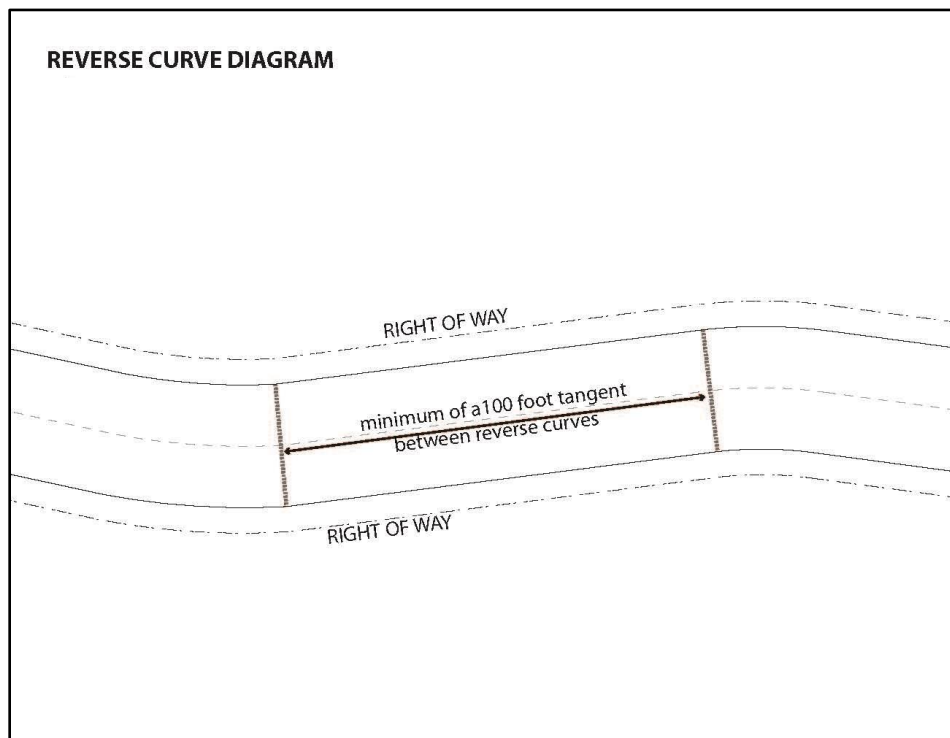 REVERSE CURVE DIAGRAM
RIGHT OF WAY
minimum of a100 foot tangent
between reverse curves
RIGHT OF WAY